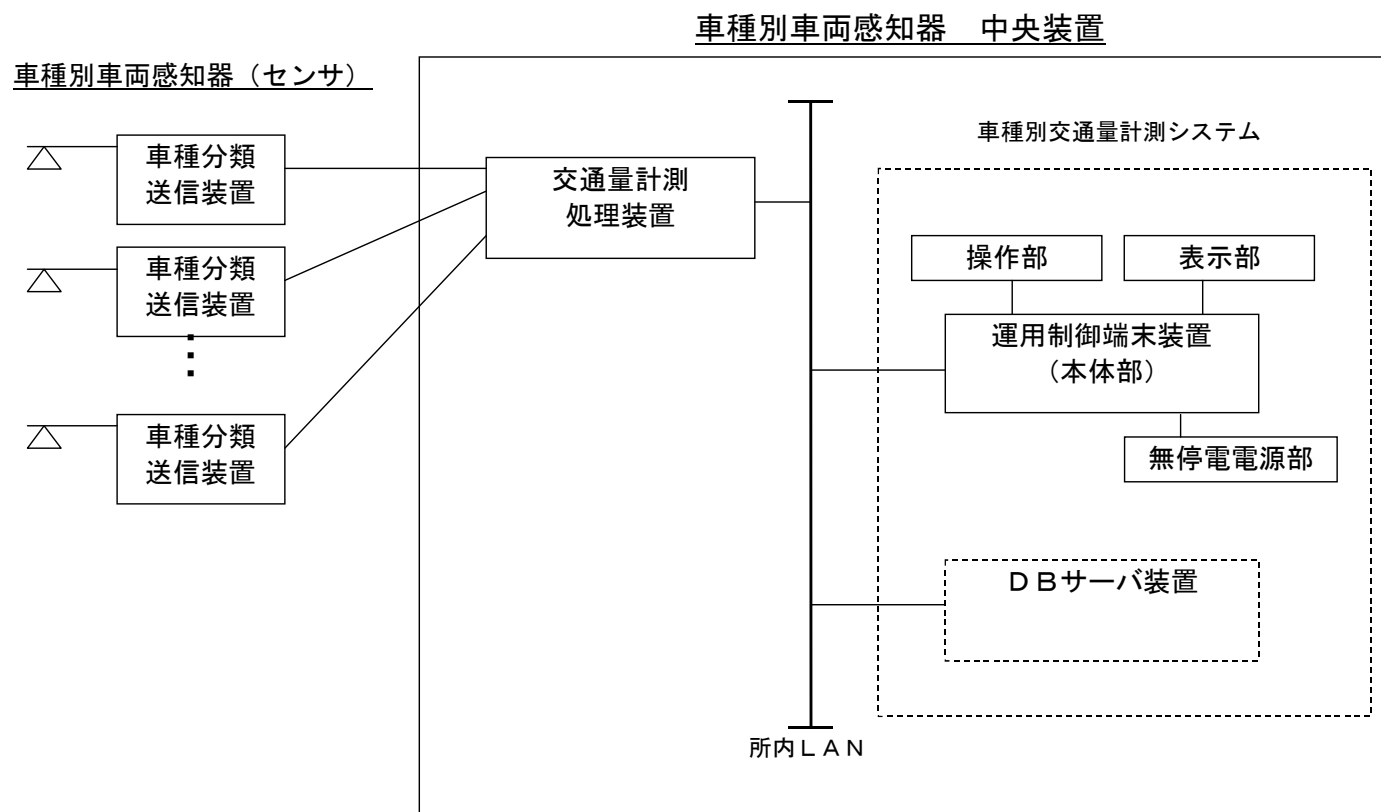 車種別車両感知器　中央装置
車種別車両感知器（センサ）
車種別交通量計測システム
車種分類
送信装置
交通量計測
処理装置
操作部
表示部
車種分類
送信装置
運用制御端末装置
（本体部）
車種分類
送信装置
無停電電源部
ＤＢサーバ装置
所内ＬＡＮ